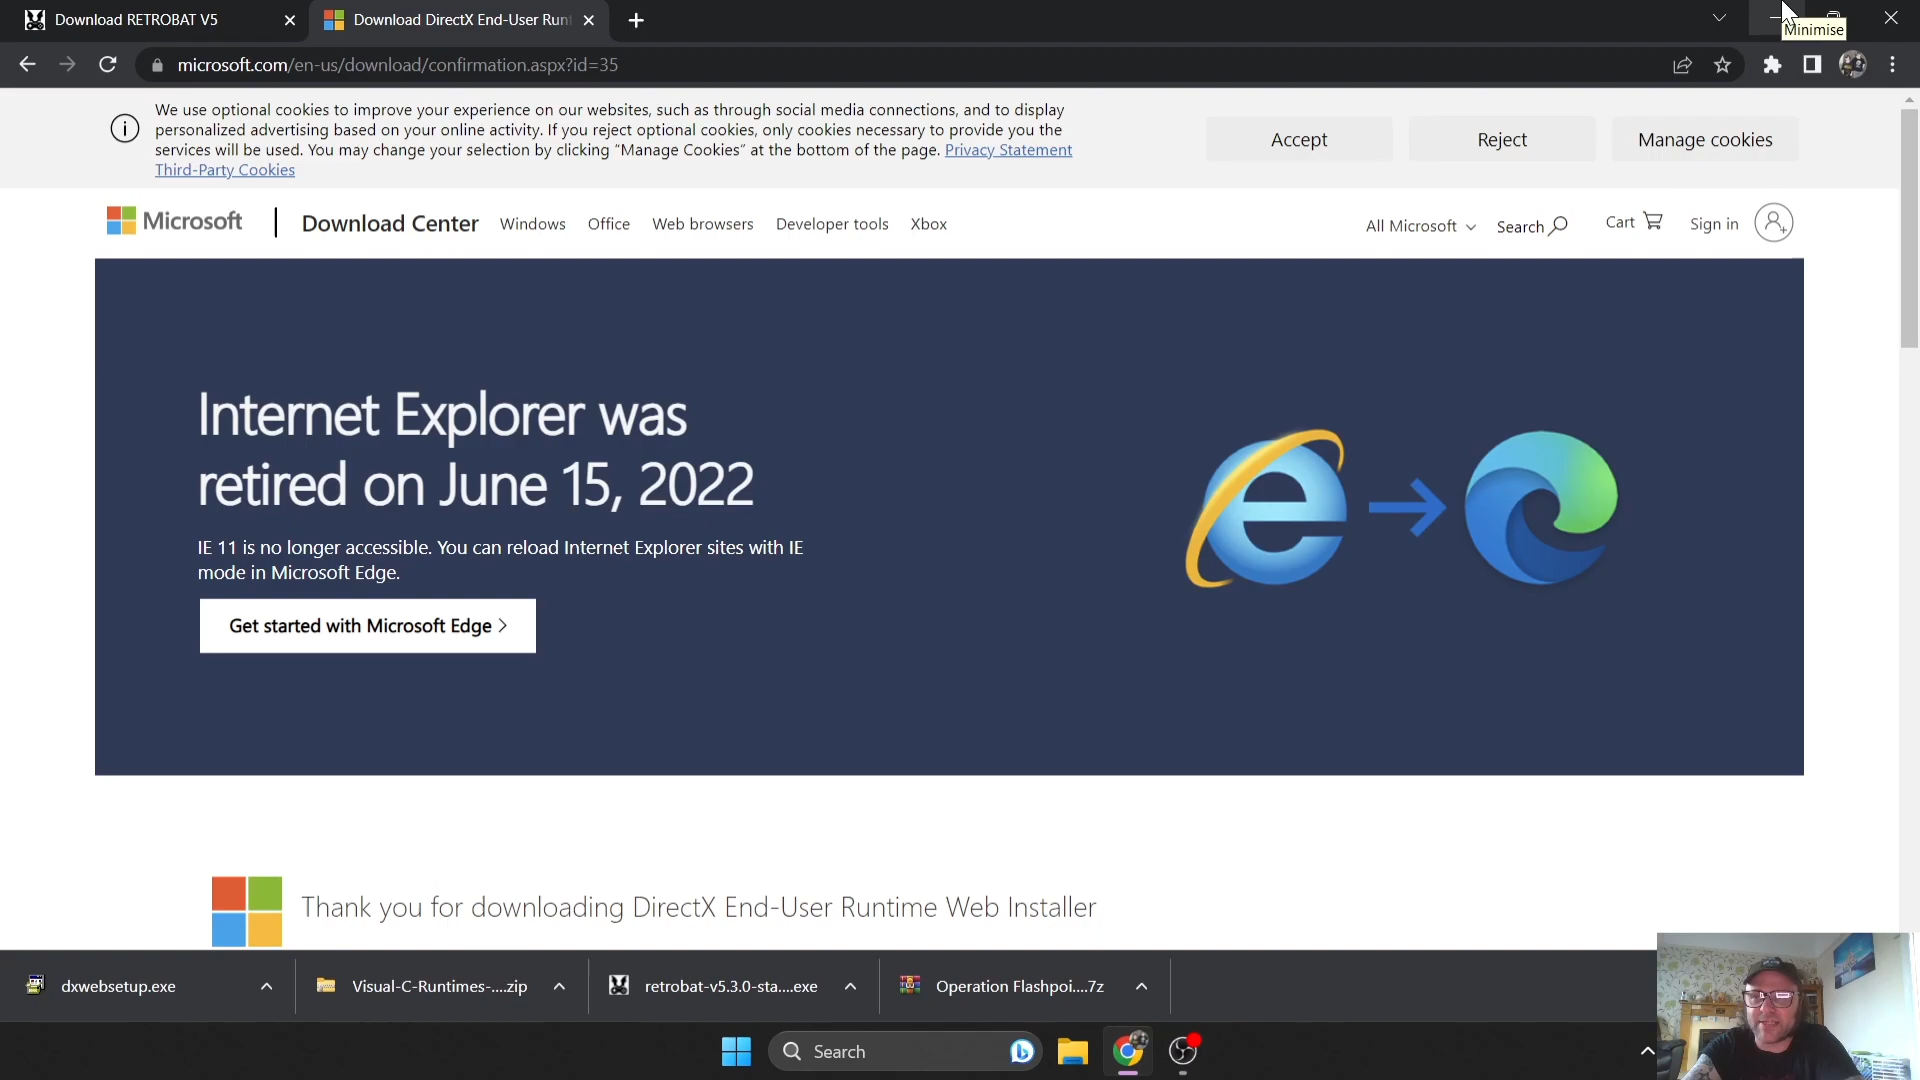 Download RETROBAT V5
Download DirectX End-User Run
Minimise
microsoft.com/en-us/download/confirmation.aspx?id=35
We use optional cookies to improve your experience on our websites, such as through social media connections, and to display
personalized advertising based on your online activity. If you reject optional cookies, only cookies necessary to provide you the
services will be used. You may change your selection by clicking "Manage Cookies" at the bottom of the page. Privacy Statement
Third-Party Cookies
Accept
Reject
Manage cookies
Microsoft
Download Center
Windows
Office
Web browsers
Developer tools
Xbox
All Microsoft
Search
Cart
Sign in
Internet Explorer was
retired on June 15, 2022
IE 11 is no longer accessible. You can reload Internet Explorer sites with IE
mode in Microsoft Edge.
Get started with Microsoft Edge
Thank you for downloading DirectX End-User Runtime Web Installer
dxwebsetup.exe
Visual-C-Runtimes-....zip
retrobat-v5.3.0-sta....exe
Operation Flashpoi....7z
Search